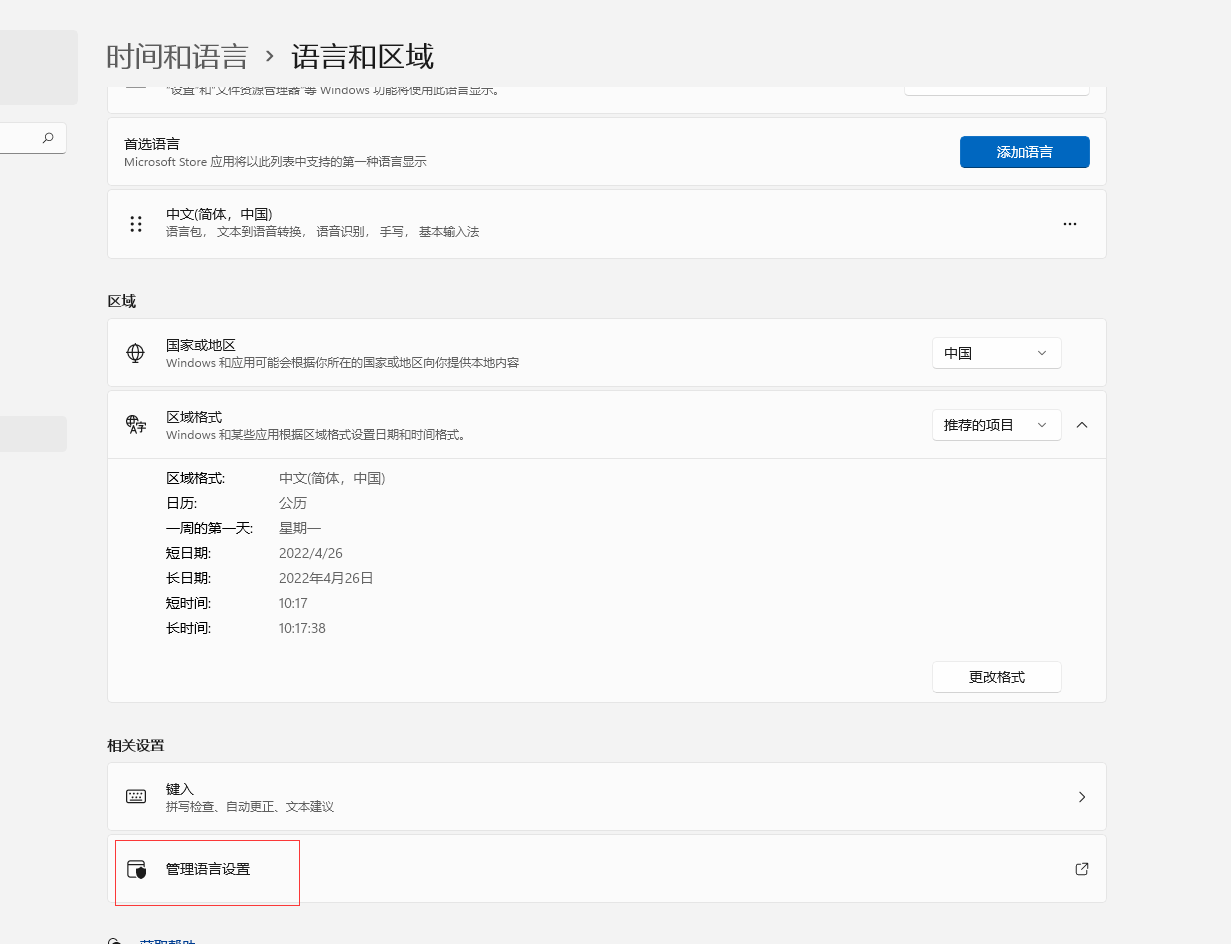 时间和语言 › 语言和区域
"设置"和"文件资源管理器"等 Windows 功能将使用此语言显示。
首选语言
Microsoft Store 应用将以此列表中支持的第一种语言显示
添加语言
中文(简体，中国)
语言包， 文本到语音转换， 语音识别， 手写， 基本输入法
区域
国家或地区
Windows 和应用可能会根据你所在的国家或地区向你提供本地内容
中国
区域格式
Windows 和某些应用根据区域格式设置日期和时间格式。
推荐的项目
区域格式: 中文(简体，中国)
日历: 公历
一周的第一天: 星期一
短日期: 2022/4/26
长日期: 2022年4月26日
短时间: 10:17
长时间: 10:17:38
更改格式
相关设置
键入
拼写检查、自动更正、文本建议
管理语言设置
获取帮助